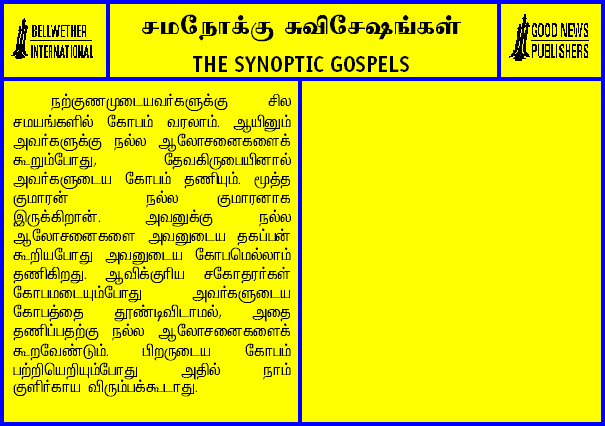 BELLWETHER
INTERNATIONAL
சமநோக்கு சுவிசேஷங்கள்
THE SYNOPTIC GOSPELS
GOOD NEWS
PUBLISHERS
நற்குணமுடையவர்களுக்கு சில
சமயங்களில் கோபம் வரலாம். ஆயினும்
அவர்களுக்கு நல்ல ஆலோசனைகளைக்
கூறும்போது, தேவகிருபையினால்
அவர்களுடைய கோபம் தணியும். மூத்த
குமாரன் நல்ல குமாரனாக
இருக்கிறான். அவனுக்கு நல்ல
ஆலோசனைகளை அவனுடைய தகப்பன்
கூறியபோது அவனுடைய கோபமெல்லாம்
தணிகிறது. ஆவிக்குரிய சகோதரர்கள்
கோபமடையும்போது அவர்களுடைய
கோபத்தை தூண்டிவிடாமல், அதை
தணிப்பதற்கு நல்ல ஆலோசனைகளைக்
கூறவேண்டும். பிறருடைய கோபம்
பற்றியெறியும்போது அதில் நாம்
குளிர்காய விரும்பக்கூடாது.